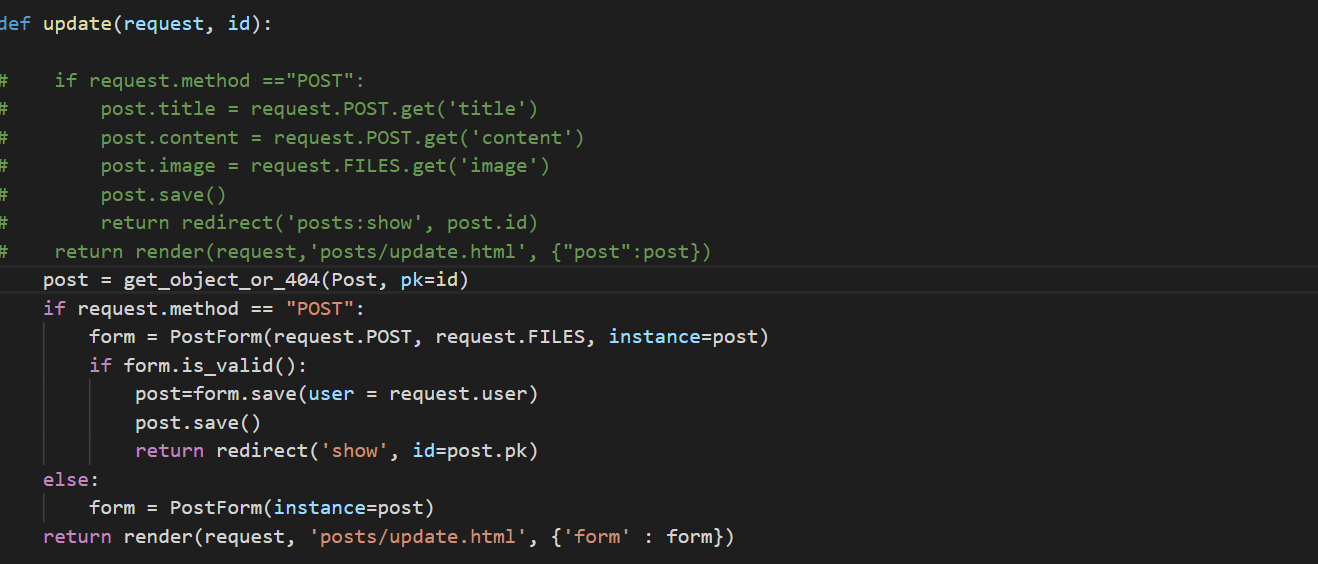 def update(request, id):
#    if request.method =="POST":
#        post.title = request.POST.get('title')
#        post.content = request.POST.get('content')
#        post.image = request.FILES.get('image')
#        post.save()
#        return redirect('posts:show', post.id)
#    return render(request,'posts/update.html', {"post":post})
    post = get_object_or_404(Post, pk=id)
    if request.method == "POST":
        form = PostForm(request.POST, request.FILES, instance=post)
        if form.is_valid():
            post=form.save(user = request.user)
            post.save()
            return redirect('show', id=post.pk)
    else:
        form = PostForm(instance=post)
    return render(request, 'posts/update.html', {'form' : form})